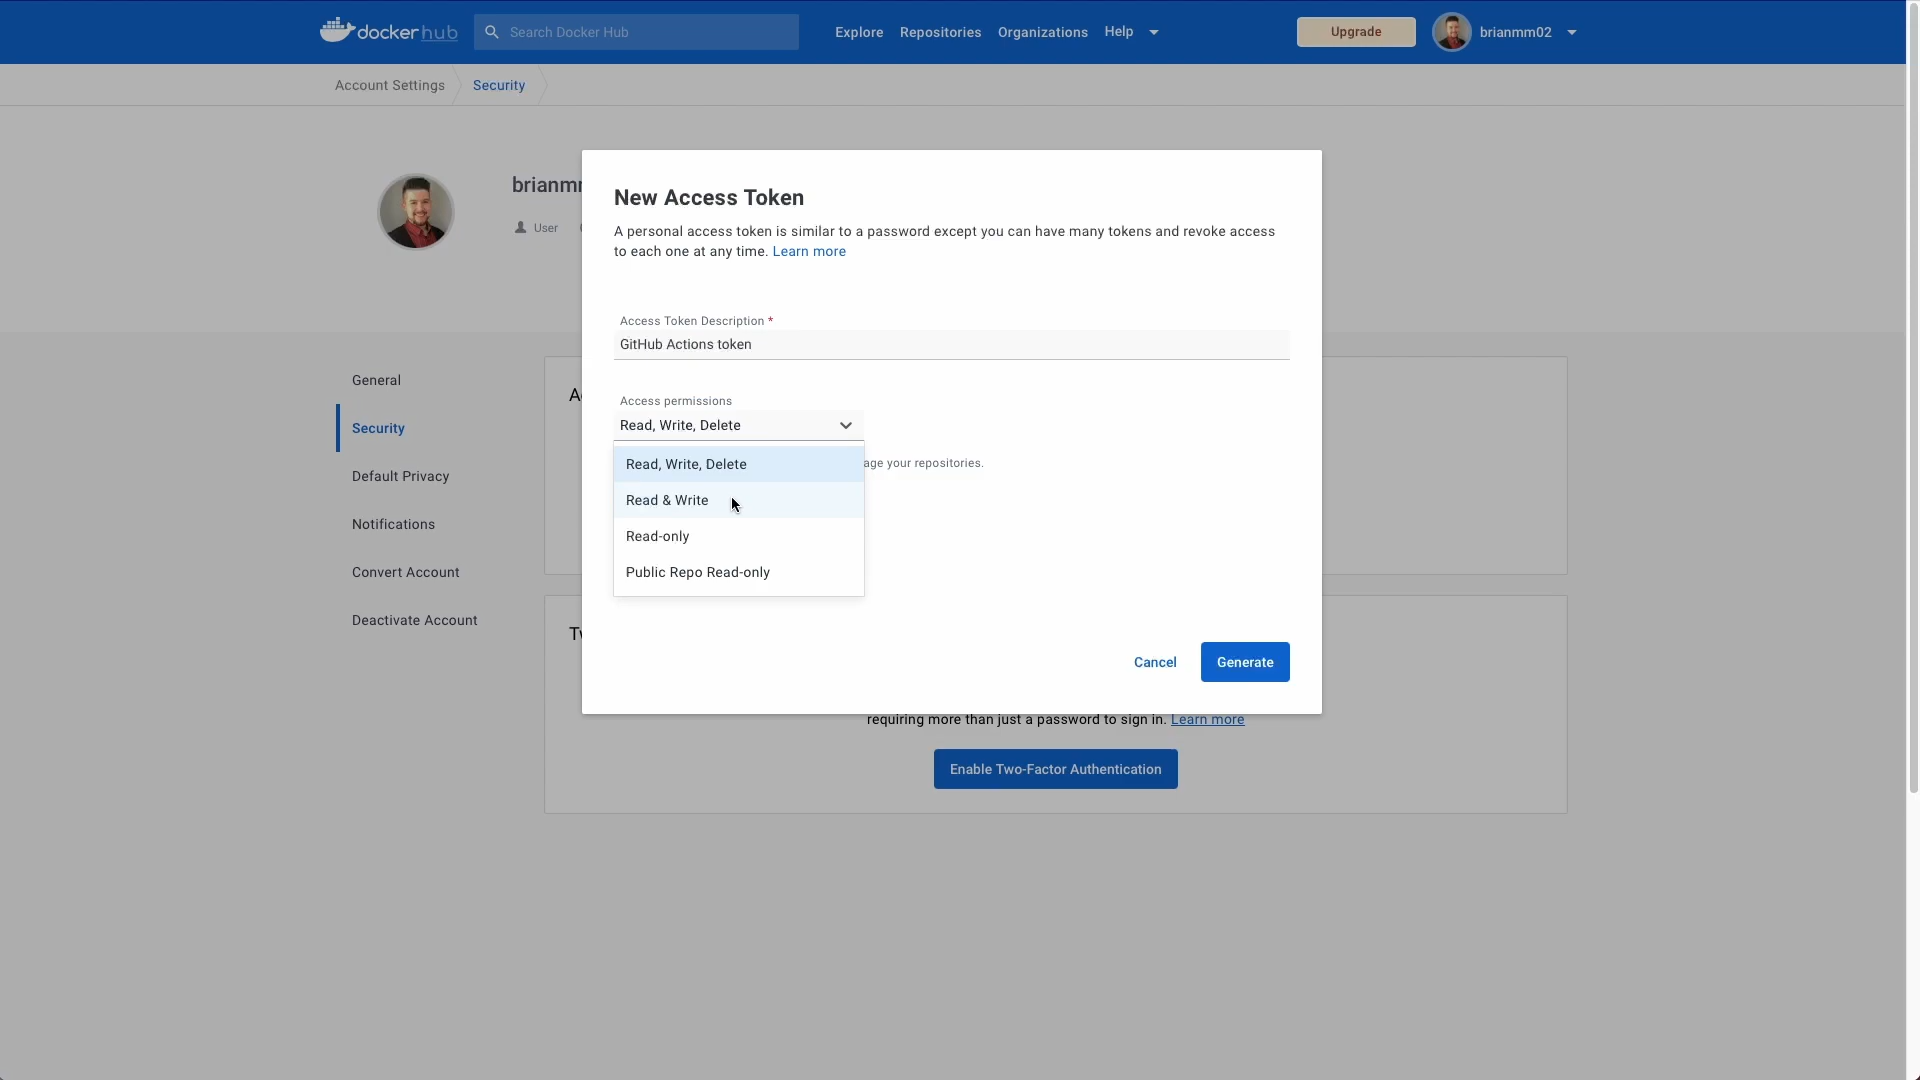 docker hub
Search Docker Hub
Explore
Repositories
Organizations
Help
Upgrade
brianmm02
Account Settings
Security
User
New Access Token
A personal access token is similar to a password except you can have many tokens and revoke access
to each one at any time. Learn more
Access Token Description *
GitHub Actions token
Access permissions
Read, Write, Delete
Read, Write, Delete
Read & Write
Read-only
Public Repo Read-only
your repositories.
Cancel
Generate
General
Security
Default Privacy
Notifications
Convert Account
Deactivate Account
requiring more than just a password to sign in. Learn more
Enable Two-Factor Authentication